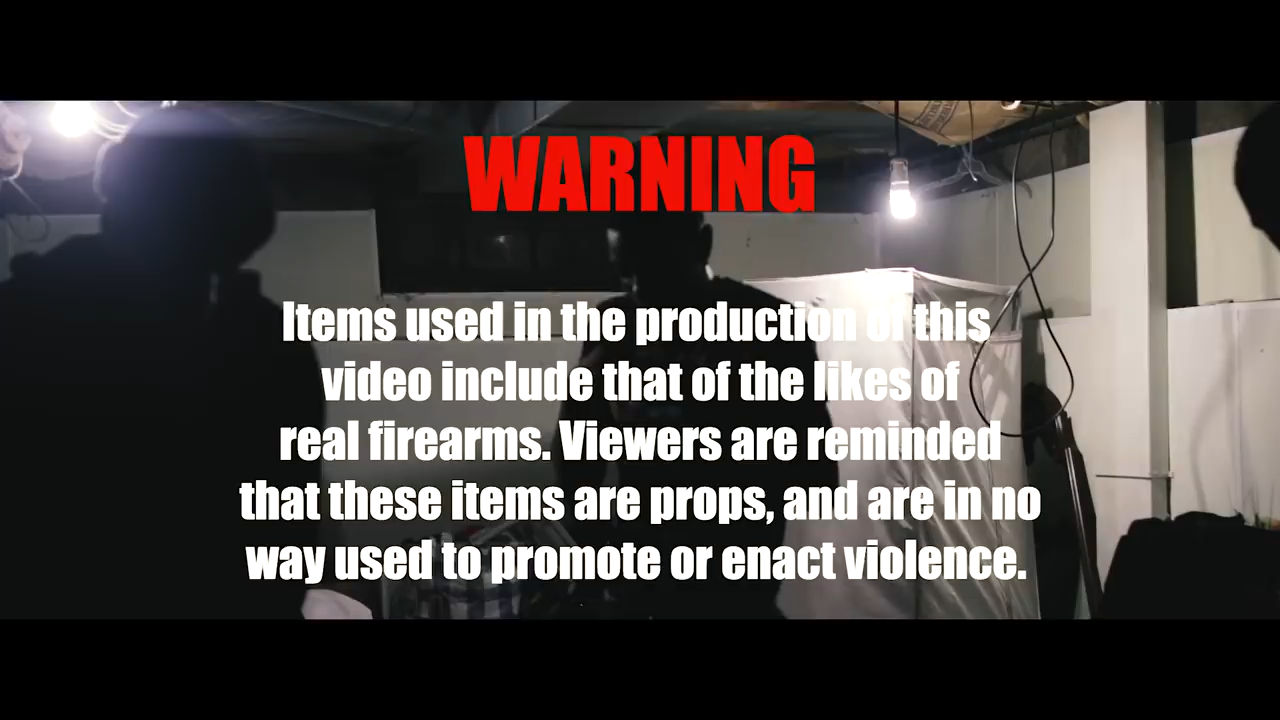 WARNING
Items used in the production of this
video include that of the likes of
real firearms. Viewers are reminded
that these items are props, and are in no
way used to promote or enact violence.